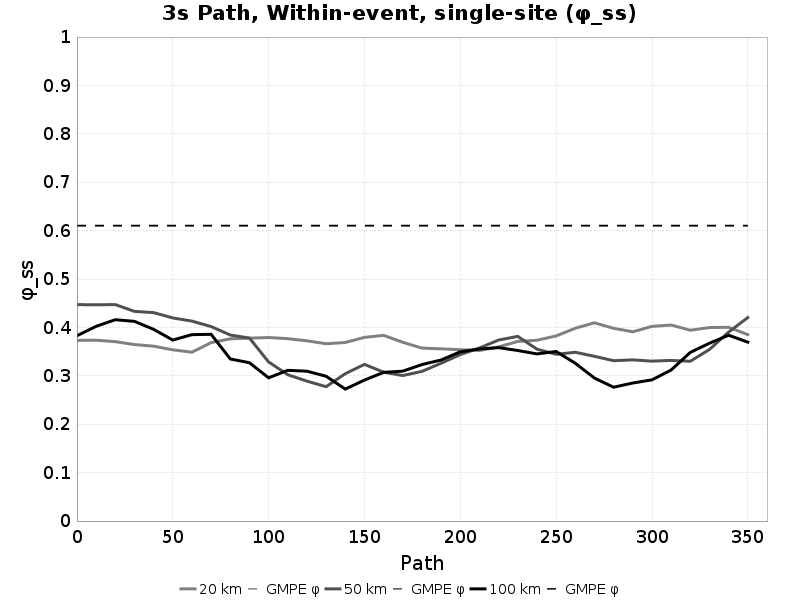 3s Path, Within-event, single-site (φ_ss)
1
0.9
0.8
0.7
0.6
0.5
0.4
0.3
0.2
0.1
0
φ_ss
0 50 100 150 200 250 300 350
Path
20 km GMPE φ 50 km GMPE φ 100 km GMPE φ